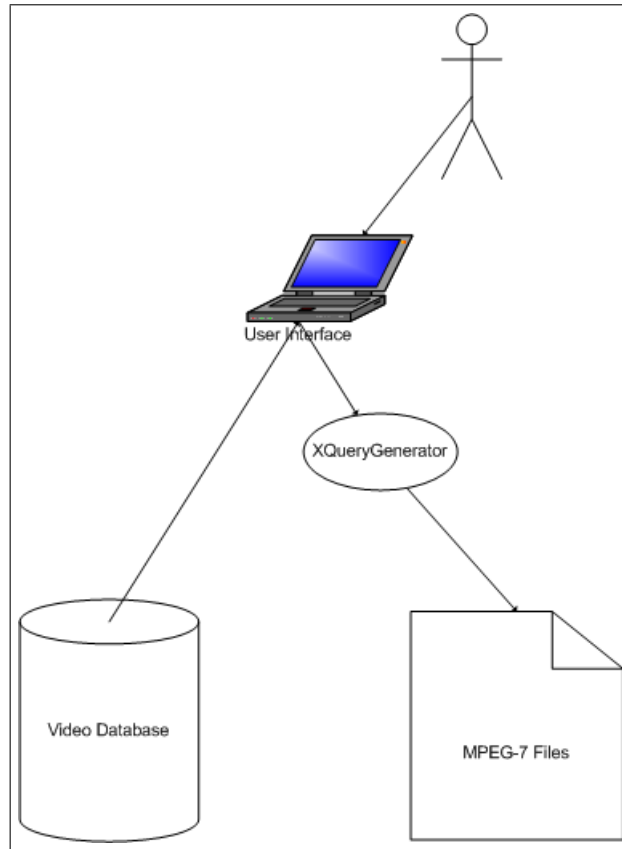 User Interface
XQueryGenerator
Video Database
MPEG-7 Files